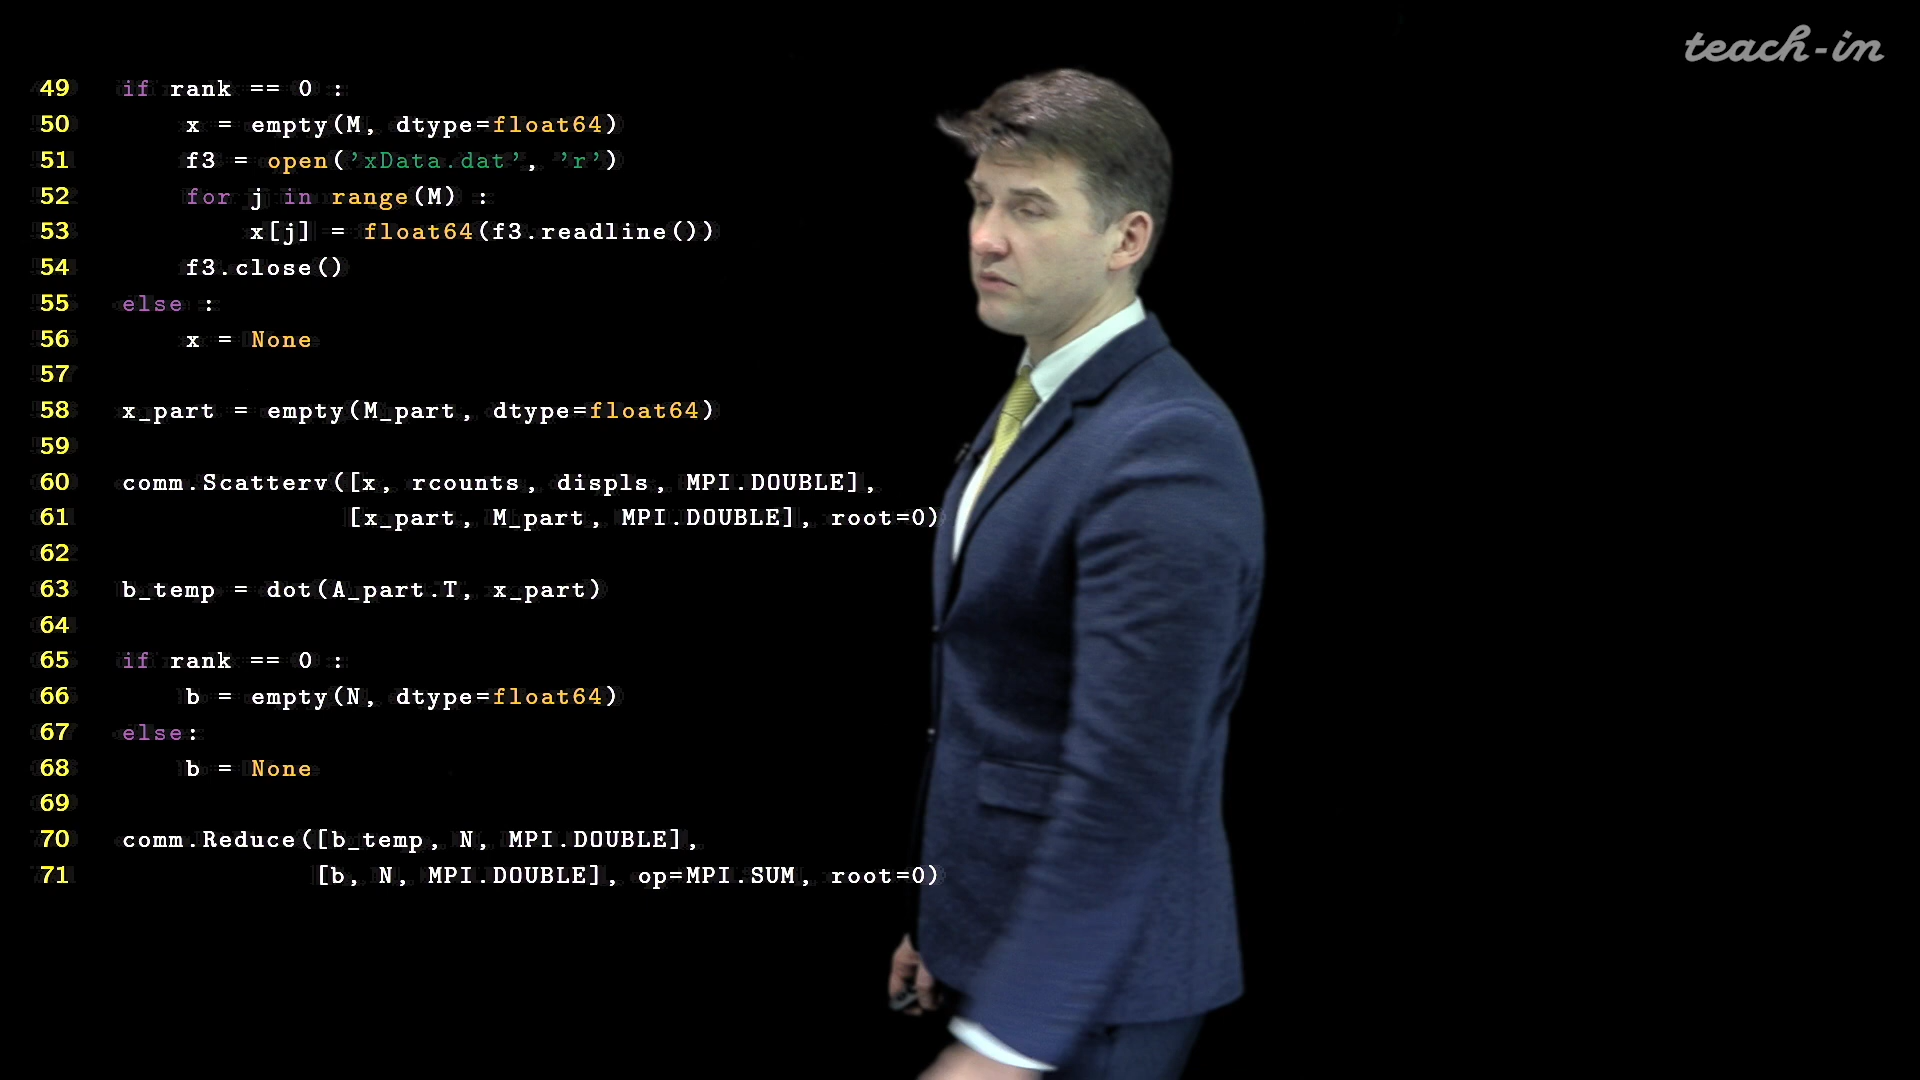 teach-in
49 if rank == 0 :
50     x = empty(M, dtype=float64)
51     f3 = open('xData.dat', 'r')
52     for j in range(M) :
53         x[j] = float64(f3.readline())
54     f3.close()
55 else :
56     x = None
57
58 x_part = empty(M_part, dtype=float64)
59
60 comm.Scatterv([x, rcounts, displs, MPI.DOUBLE],
61               [x_part, M_part, MPI.DOUBLE], root=0)
62
63 b_temp = dot(A_part.T, x_part)
64
65 if rank == 0 :
66     b = empty(N, dtype=float64)
67 else:
68     b = None
69
70 comm.Reduce([b_temp, N, MPI.DOUBLE],
71             [b, N, MPI.DOUBLE], op=MPI.SUM, root=0)